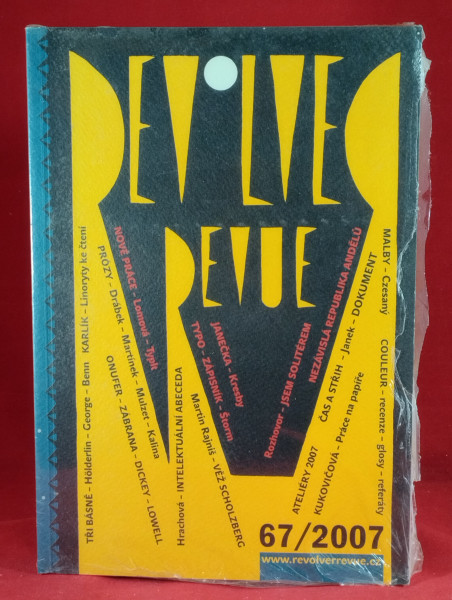 REVOLVER
REVUE
TŘI BÁSNĚ – Hölderlin – George – Benn KARLÍK – Linoryty ke čtení
PRÓZY – Drábek – Martinek – Mulzet – Kalina
NOVÉ PRÁCE – Lomová – Typlt
ONUFER – ZÁBRANA – DICKEY – LOWELL
Hrachová – INTELEKTUÁLNÍ ABECEDA
Martin Rajniš – VĚŽ SCHOLZBERG
TYPO – ZÁPISNÍK – Štorm
JANEČKA – Kresby
Rozhovor – JSEM SOLITÉREM
NEZÁVISLÁ REPUBLIKA ANDĚLŮ
ATELIÉRY 2007
ČAS A STŘIH – Janek – DOKUMENT
KUKOVIČOVÁ – Práce na papíře
MALBY – Czesaný COULEUR – recenze – glosy – referáty
67/2007
www.revolverrevue.cz